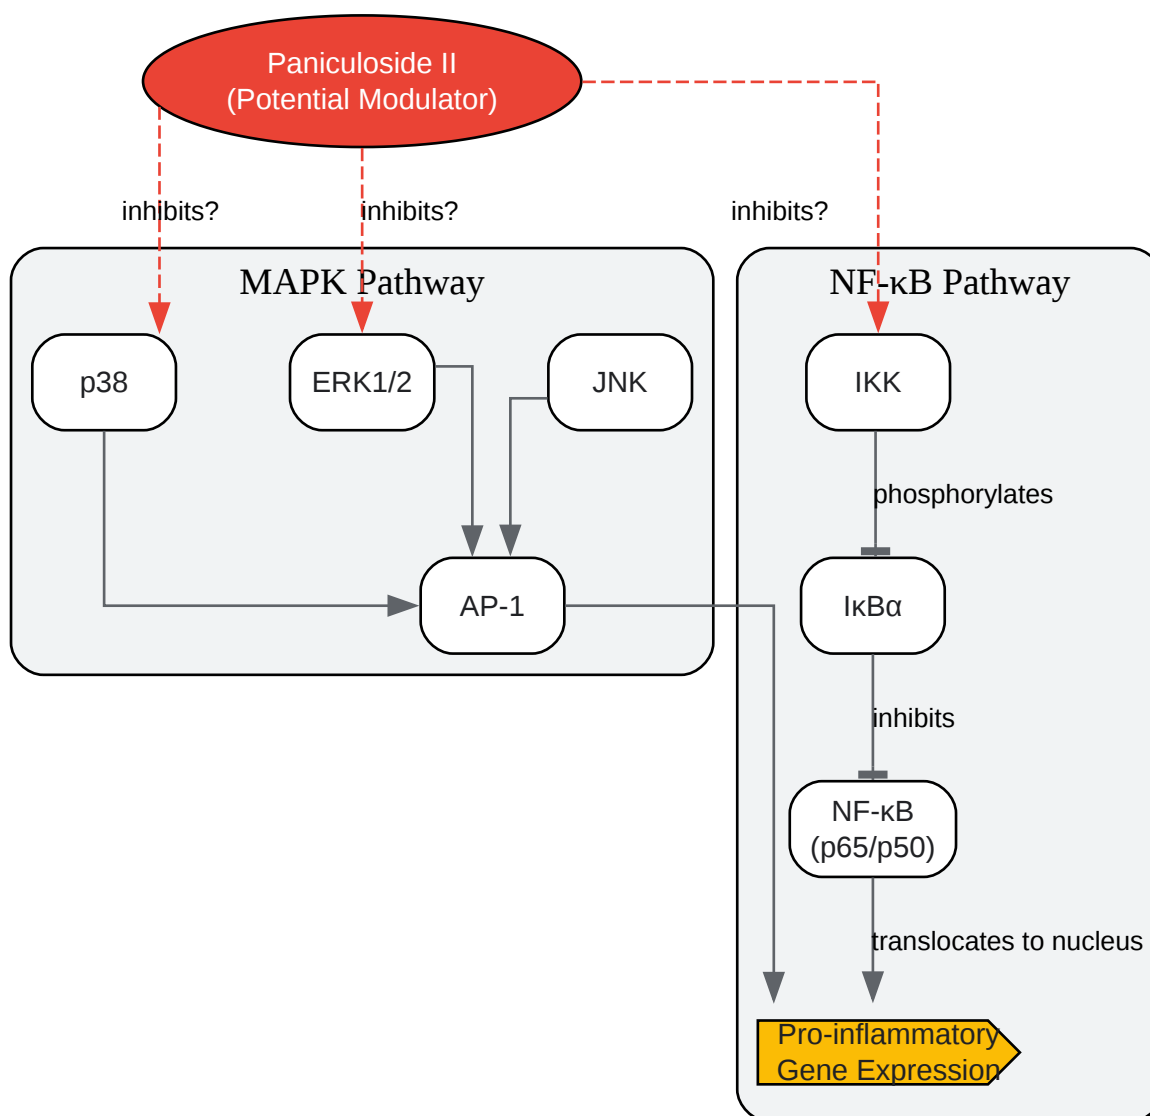 Paniculoside II
(Potential Modulator)
inhibits?
inhibits?
inhibits?
MAPK Pathway
NF-κB Pathway
p38
ERK1/2
JNK
IKK
phosphorylates
AP-1
IκBα
inhibits
NF-κB
(p65/p50)
translocates to nucleus
Pro-inflammatory
Gene Expression